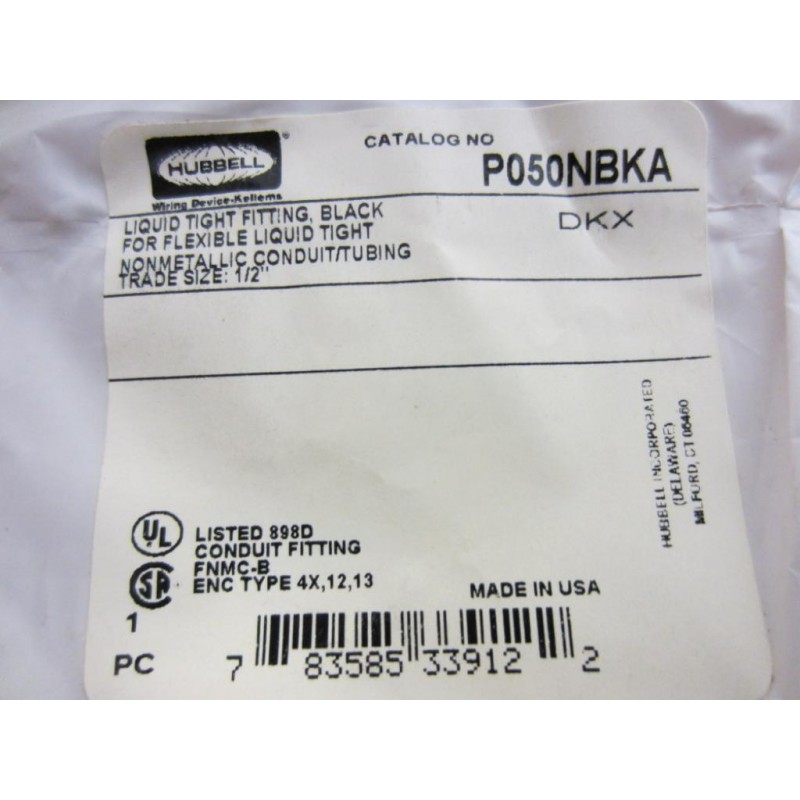 HUBBELL
®
Wiring Device-Kellems
CATALOG NO
P050NBKA
LIQUID TIGHT FITTING, BLACK
FOR FLEXIBLE LIQUID TIGHT
NONMETALLIC CONDUIT/TUBING
TRADE SIZE: 1/2"
DKX
HUBBELL INCORPORATED
(DELAWARE)
MILFORD, CT 06460
UL
LISTED 898D
CONDUIT FITTING
FNMC-B
SA
ENC TYPE 4X,12,13
MADE IN USA
1
PC
7 83585 33912 2